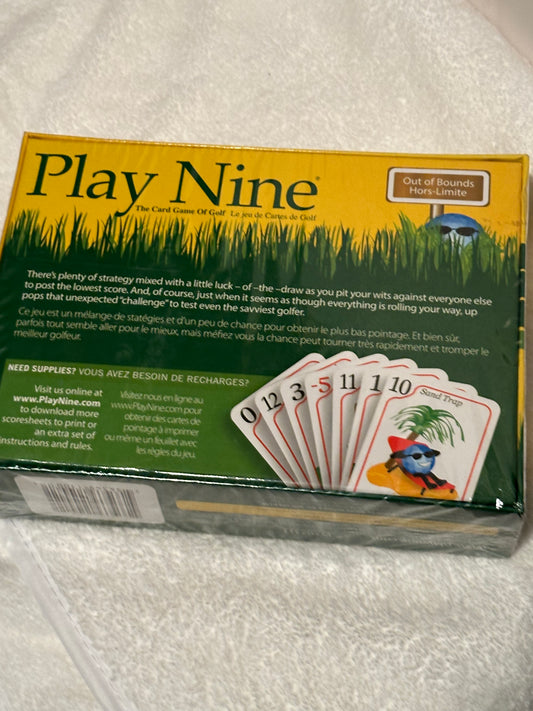 Play Nine®
The Card Game Of Golf Le jeu de Cartes de Golf
Out of Bounds
Hors-Limite
There's plenty of strategy mixed with a little luck – of –the –draw as you pit your wits against everyone else
to post the lowest score. And, of course, just when it seems as though everything is rolling your way, up
pops that unexpected "challenge" to test even the savviest golfer.
Ce jeu est un mélange de statégies et d'un peu de chance pour obtenir le plus bas pointage. Et bien sûr,
parfois tout semble aller pour le mieux, mais méfiez vous la chance peut tourner très rapidement et tromper le
meilleur golfeur.
NEED SUPPLIES? VOUS AVEZ BESOIN DE RECHARGES?
Visit us online at
www.PlayNine.com
to download more
scoresheets to print or
an extra set of
instructions and rules.
Visitez nous en ligne au
www.PlayNine.com pour
obtenir des cartes de
pointage à imprimer
ou même un feuillet avec
les règles du jeu.
0 12 3 -5 11 1 10
Sand Trap